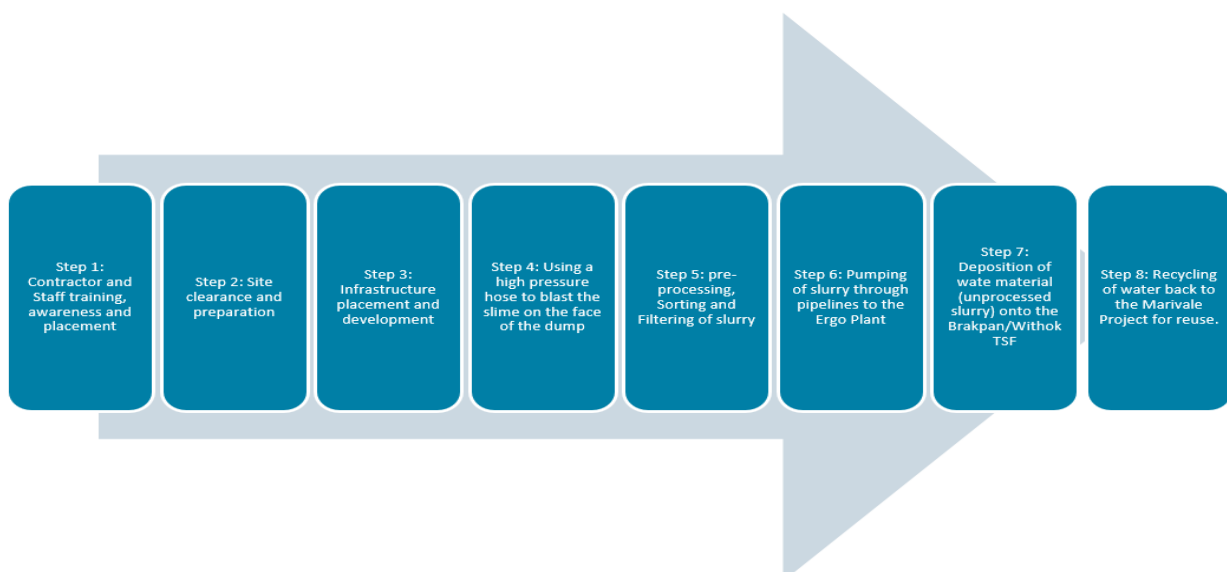 Step 1:
Contractor and
Staff training,
awareness and
placement
Step 2: Site
clearance and
preparation
Step 3:
Infrastructure
placement and
development
Step 4: Using a
high pressure
hose to blast the
slime on the face
of the dump
Step 5: pre-
processing,
Sorting and
Filtering of slurry
Step 6: Pumping
of slurry through
pipelines to the
Ergo Plant
Step 7:
Deposition of
wate material
(unprocessed
slurry) onto the
Brakpan/Withok
TSF
Step 8: Recycling
of water back to
the Marivale
Project for reuse.